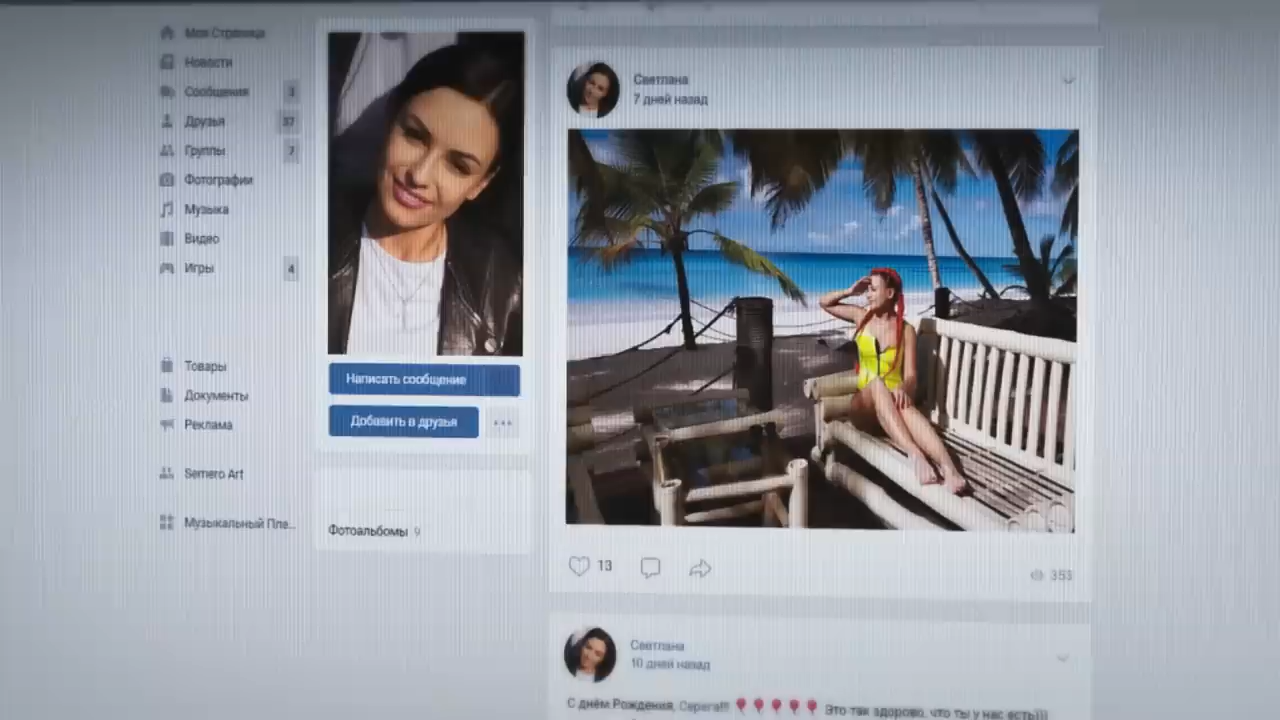 Моя Страница
Новости
Сообщения 3
Друзья 37
Группы 7
Фотографии
Музыка
Видео
Игры 4
Товары
Документы
Реклама
Semero Art
Музыкальный Пле...
Написать сообщение
Добавить в друзья
Фотоальбомы 9
Светлана
7 дней назад
13
353
Светлана
10 дней назад
С днём Рождения, Серега!!! Это так здорово, что ты у нас есть)))